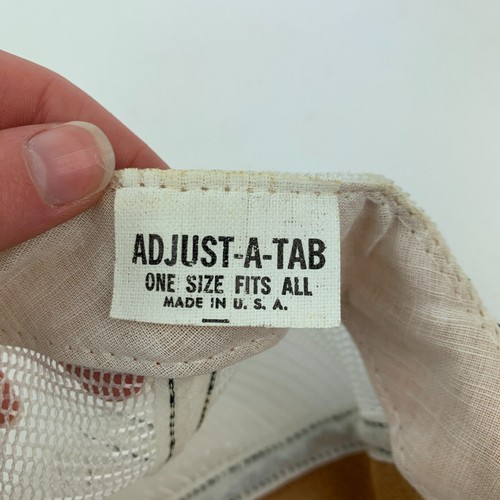 ADJUST-A-TAB
ONE SIZE FITS ALL
MADE IN U. S. A.